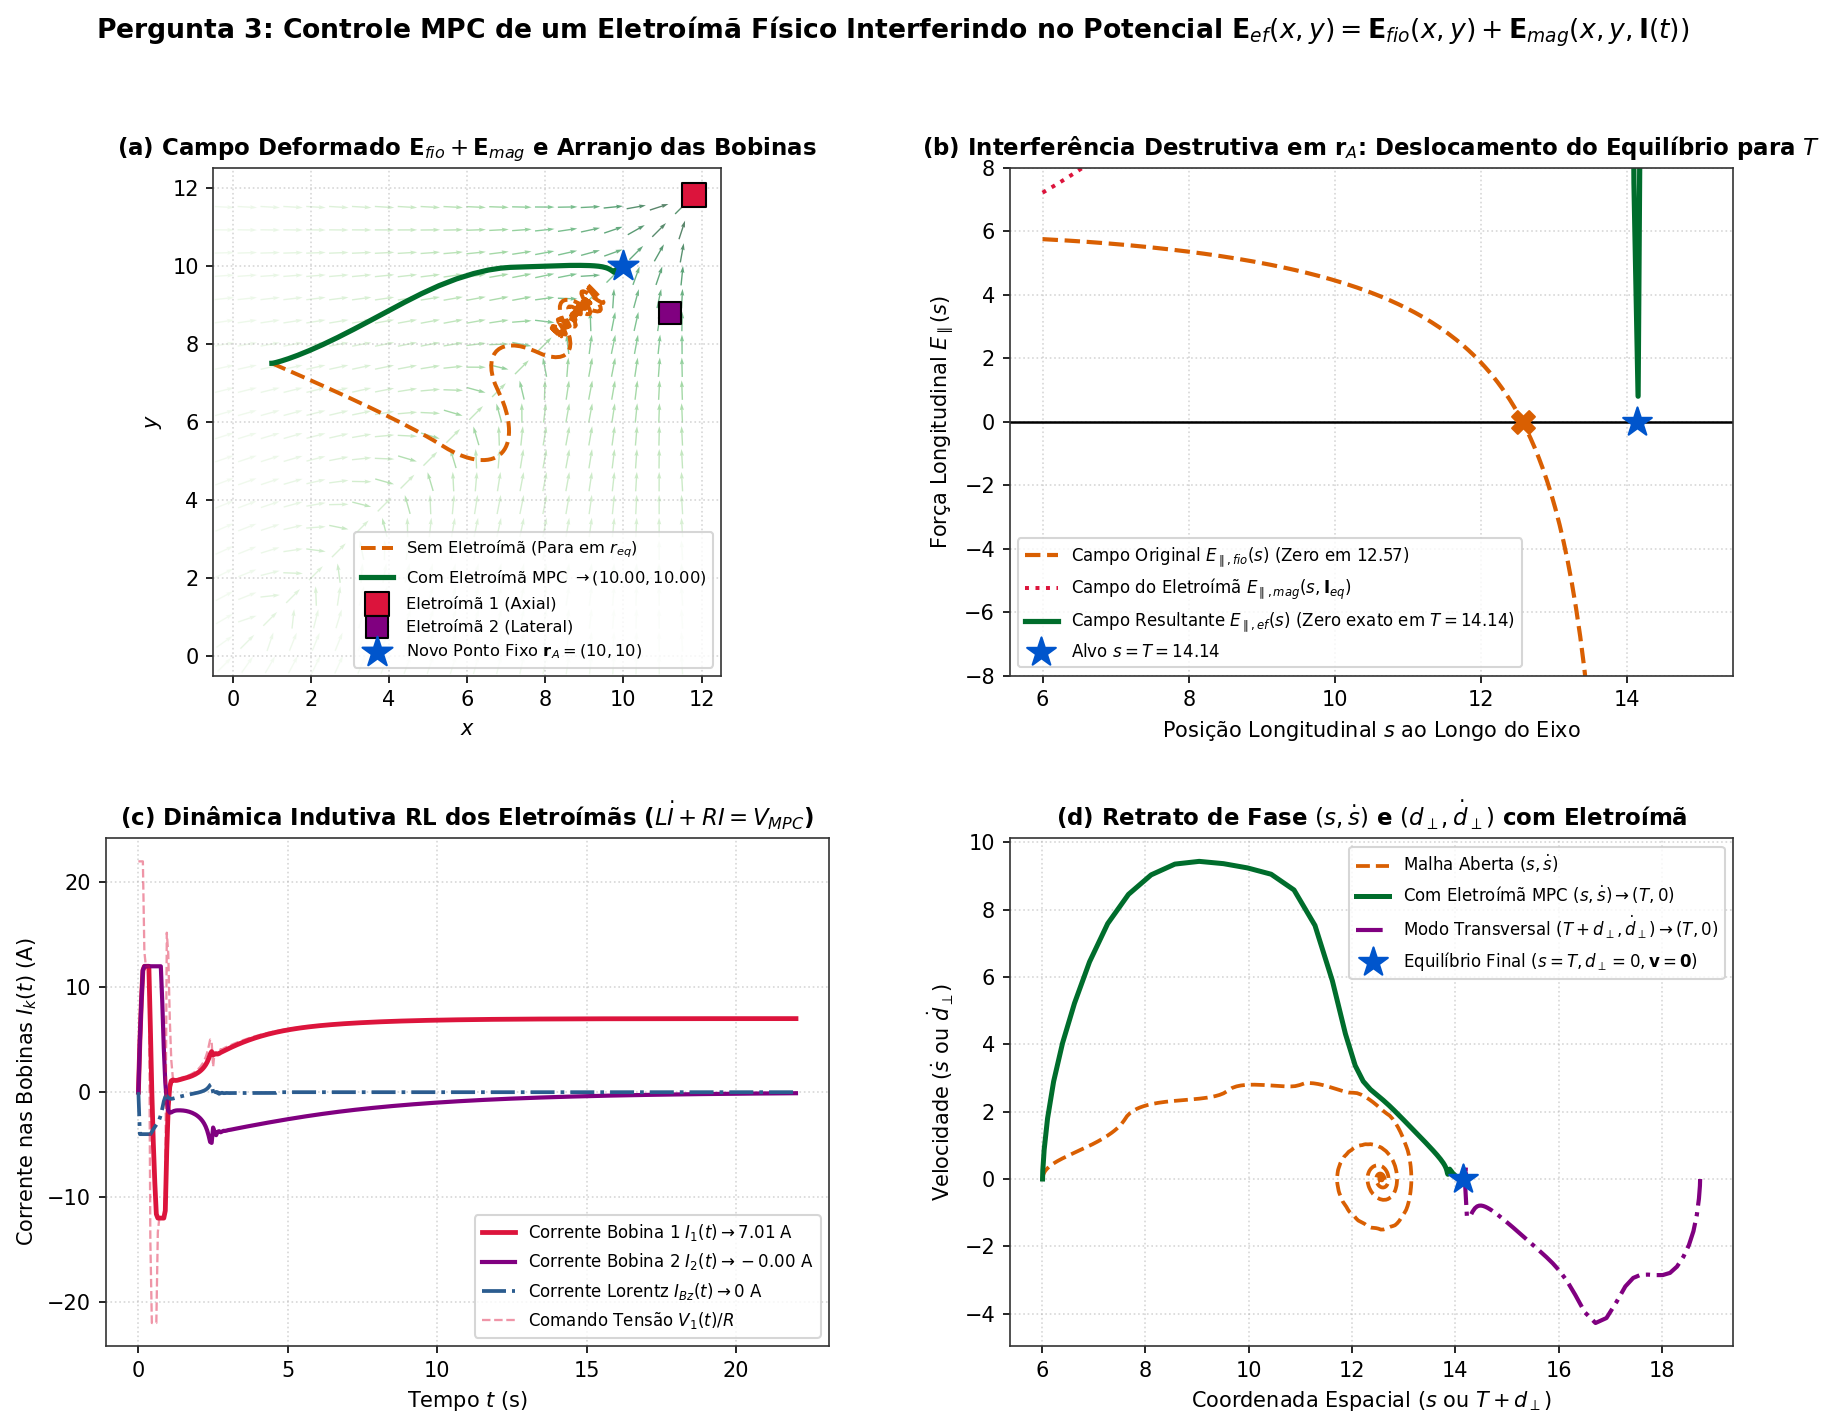 Pergunta 3: Controle MPC de um Eletroímã Físico Interferindo no Potencial E_ef(x, y) = E_fio(x, y) + E_mag(x, y, I(t))
(a) Campo Deformado E_fio + E_mag e Arranjo das Bobinas
12
10
8
6
4
2
0
y
0 2 4 6 8 10 12
x
Sem Eletroímã (Para em r_eq)
Com Eletroímã MPC → (10.00, 10.00)
Eletroímã 1 (Axial)
Eletroímã 2 (Lateral)
Novo Ponto Fixo r_A = (10, 10)
(b) Interferência Destrutiva em r_A: Deslocamento do Equilíbrio para T
8
6
4
2
0
−2
−4
−6
−8
Força Longitudinal E_∥(s)
6 8 10 12 14
Posição Longitudinal s ao Longo do Eixo
Campo Original E_∥,fio(s) (Zero em 12.57)
Campo do Eletroímã E_∥,mag(s, I_eq)
Campo Resultante E_∥,ef(s) (Zero exato em T = 14.14)
Alvo s = T = 14.14
(c) Dinâmica Indutiva RL dos Eletroímãs (Lİ + RI = V_MPC)
20
10
0
−10
−20
Corrente nas Bobinas I_k(t) (A)
0 5 10 15 20
Tempo t (s)
Corrente Bobina 1 I_1(t) → 7.01 A
Corrente Bobina 2 I_2(t) → −0.00 A
Corrente Lorentz I_Bz(t) → 0 A
Comando Tensão V_1(t)/R
(d) Retrato de Fase (s, ṡ) e (d_⊥, ḋ_⊥) com Eletroímã
10
8
6
4
2
0
−2
−4
Velocidade (ṡ ou ḋ_⊥)
6 8 10 12 14 16 18
Coordenada Espacial (s ou T + d_⊥)
Malha Aberta (s, ṡ)
Com Eletroímã MPC (s, ṡ) → (T, 0)
Modo Transversal (T + d_⊥, ḋ_⊥) → (T, 0)
Equilíbrio Final (s = T, d_⊥ = 0, v = 0)